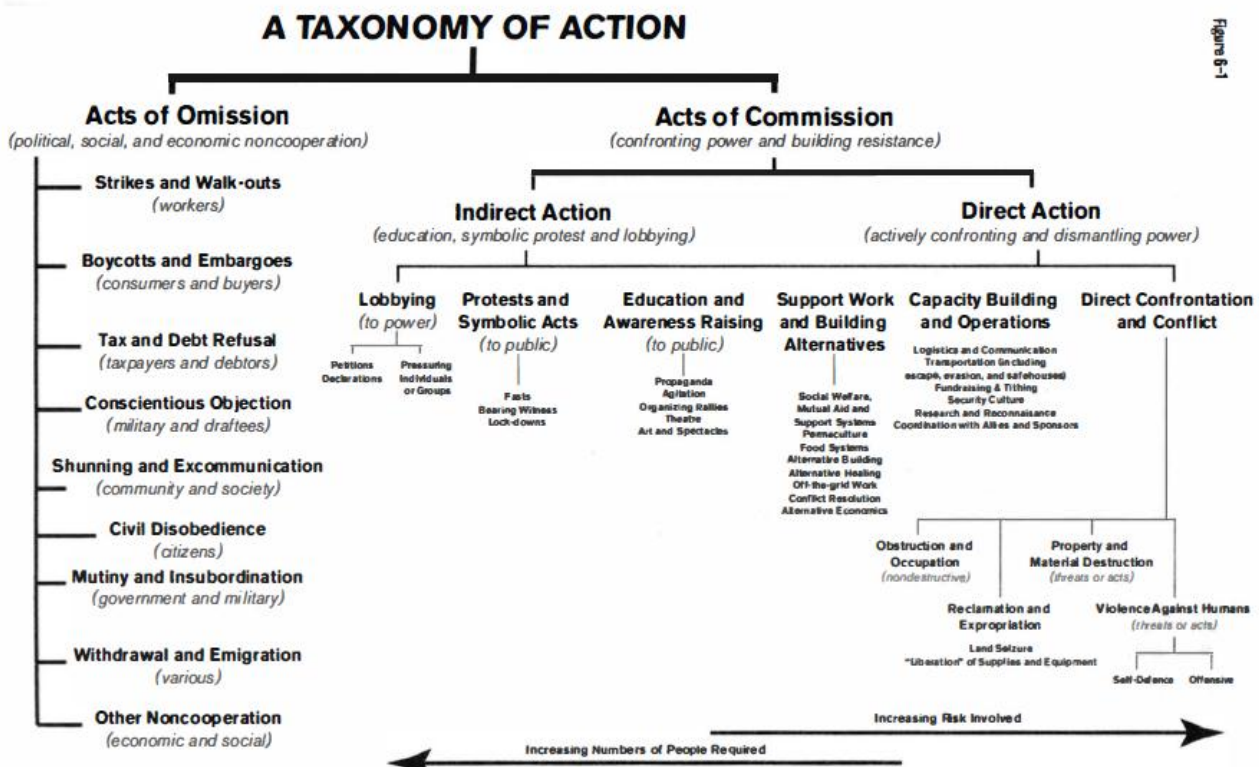 A TAXONOMY OF ACTION
Figure 6-1
Acts of Omission
(political, social, and economic noncooperation)
Strikes and Walk-outs
(workers)
Boycotts and Embargoes
(consumers and buyers)
Tax and Debt Refusal
(taxpayers and debtors)
Conscientious Objection
(military and draftees)
Shunning and Excommunication
(community and society)
Civil Disobedience
(citizens)
Mutiny and Insubordination
(government and military)
Withdrawal and Emigration
(various)
Other Noncooperation
(economic and social)
Acts of Commission
(confronting power and building resistance)
Indirect Action
(education, symbolic protest and lobbying)
Direct Action
(actively confronting and dismantling power)
Lobbying
(to power)
Petitions
Declarations
Pressuring
Individuals
or Groups
Protests and
Symbolic Acts
(to public)
Fasts
Bearing Witness
Lock-downs
Education and
Awareness Raising
(to public)
Propaganda
Agitation
Organizing Rallies
Theatre
Art and Spectacles
Support Work
and Building
Alternatives
Social Welfare,
Mutual Aid and
Support Systems
Permaculture
Food Systems
Alternative Building
Alternative Healing
Off-the-grid Work
Conflict Resolution
Alternative Economics
Capacity Building
and Operations
Logistics and Communication
Transportation (including
escape, evasion, and safehouses)
Fundraising & Tithing
Security Culture
Research and Reconnaisance
Coordination with Allies and Sponsors
Direct Confrontation
and Conflict
Obstruction and
Occupation
(nondestructive)
Reclamation and
Expropriation
Land Seizure
"Liberation" of Supplies and Equipment
Property and
Material Destruction
(threats or acts)
Violence Against Humans
(threats or acts)
Self-Defence
Offensive
Increasing Risk Involved
Increasing Numbers of People Required